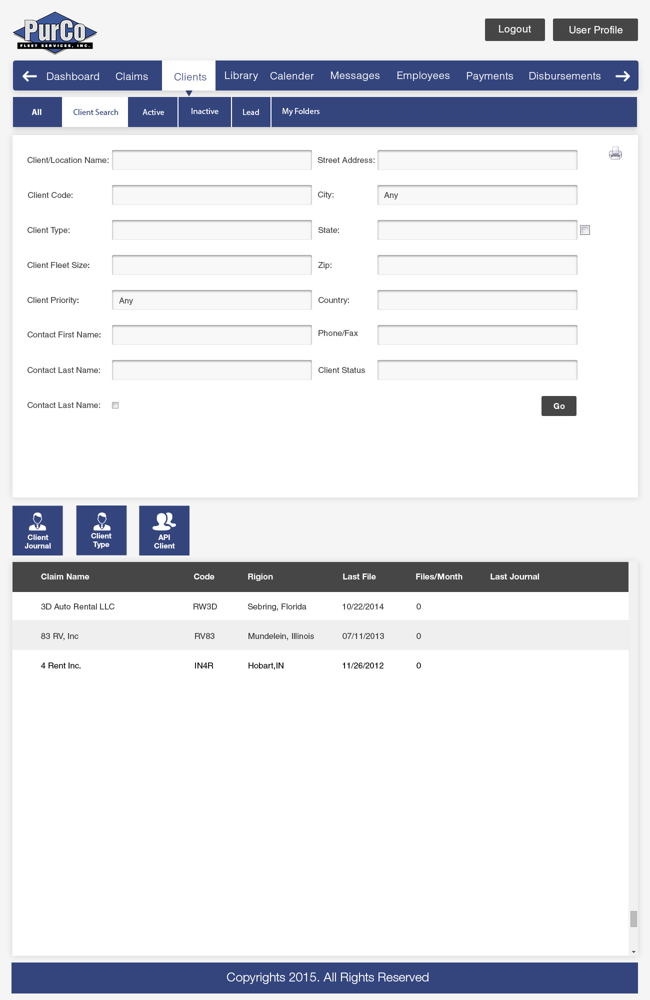 PurCo
FLEET SERVICES, INC.
Logout
User Profile
Dashboard Claims Clients Library Calender Messages Employees Payments Disbursements
All Client Search Active Inactive Lead My Folders
Client/Location Name: Street Address:
Client Code: City: Any
Client Type: State:
Client Fleet Size: Zip:
Client Priority: Any Country:
Contact First Name: Phone/Fax
Contact Last Name: Client Status
Contact Last Name: Go
Client
Journal
Client
Type
API
Client
Claim Name Code Rigion Last File Files/Month Last Journal
3D Auto Rental LLC RW3D Sebring, Florida 10/22/2014 0
83 RV, Inc RV83 Mundelein, Illinois 07/11/2013 0
4 Rent Inc. IN4R Hobart,IN 11/26/2012 0
Copyrights 2015. All Rights Reserved